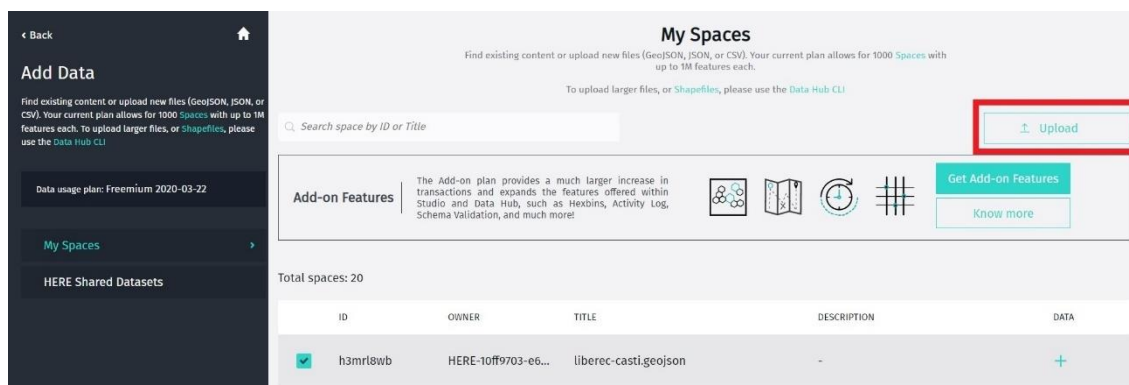 Back
Add Data
Find existing content or upload new files (GeoJSON, JSON, or
CSV). Your current plan allows for 1000 Spaces with up to 1M
features each. To upload larger files, or Shapefiles, please
use the Data Hub CLI
Data usage plan: Freemium 2020-03-22
My Spaces
HERE Shared Datasets
My Spaces
Find existing content or upload new files (GeoJSON, JSON, or CSV). Your current plan allows for 1000 Spaces with
up to 1M features each.
To upload larger files, or Shapefiles, please use the Data Hub CLI
Search space by ID or Title
Upload
Add-on Features
The Add-on plan provides a much larger increase in
transactions and expands the features offered within
Studio and Data Hub, such as Hexbins, Activity Log,
Schema Validation, and much more!
Get Add-on Features
Know more
Total spaces: 20
ID OWNER TITLE DESCRIPTION DATA
h3mrl8wb HERE-10ff9703-e6... liberec-casti.geojson - +